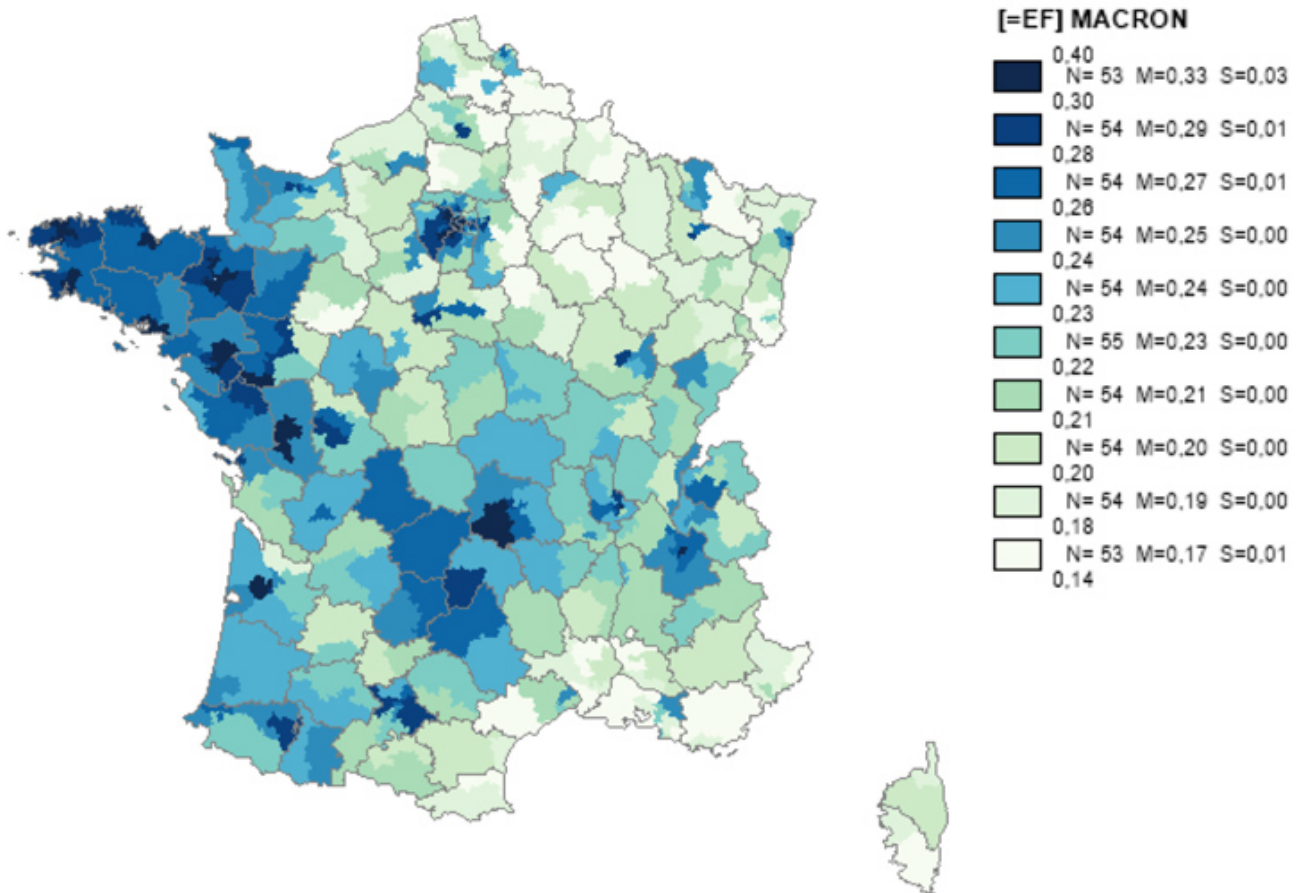 [=EF] MACRON
0,40
N= 53 M=0,33 S=0,03
0,30
N= 54 M=0,29 S=0,01
0,28
N= 54 M=0,27 S=0,01
0,26
N= 54 M=0,25 S=0,00
0,24
N= 54 M=0,24 S=0,00
0,23
N= 55 M=0,23 S=0,00
0,22
N= 54 M=0,21 S=0,00
0,21
N= 54 M=0,20 S=0,00
0,20
N= 54 M=0,19 S=0,00
0,18
N= 53 M=0,17 S=0,01
0,14